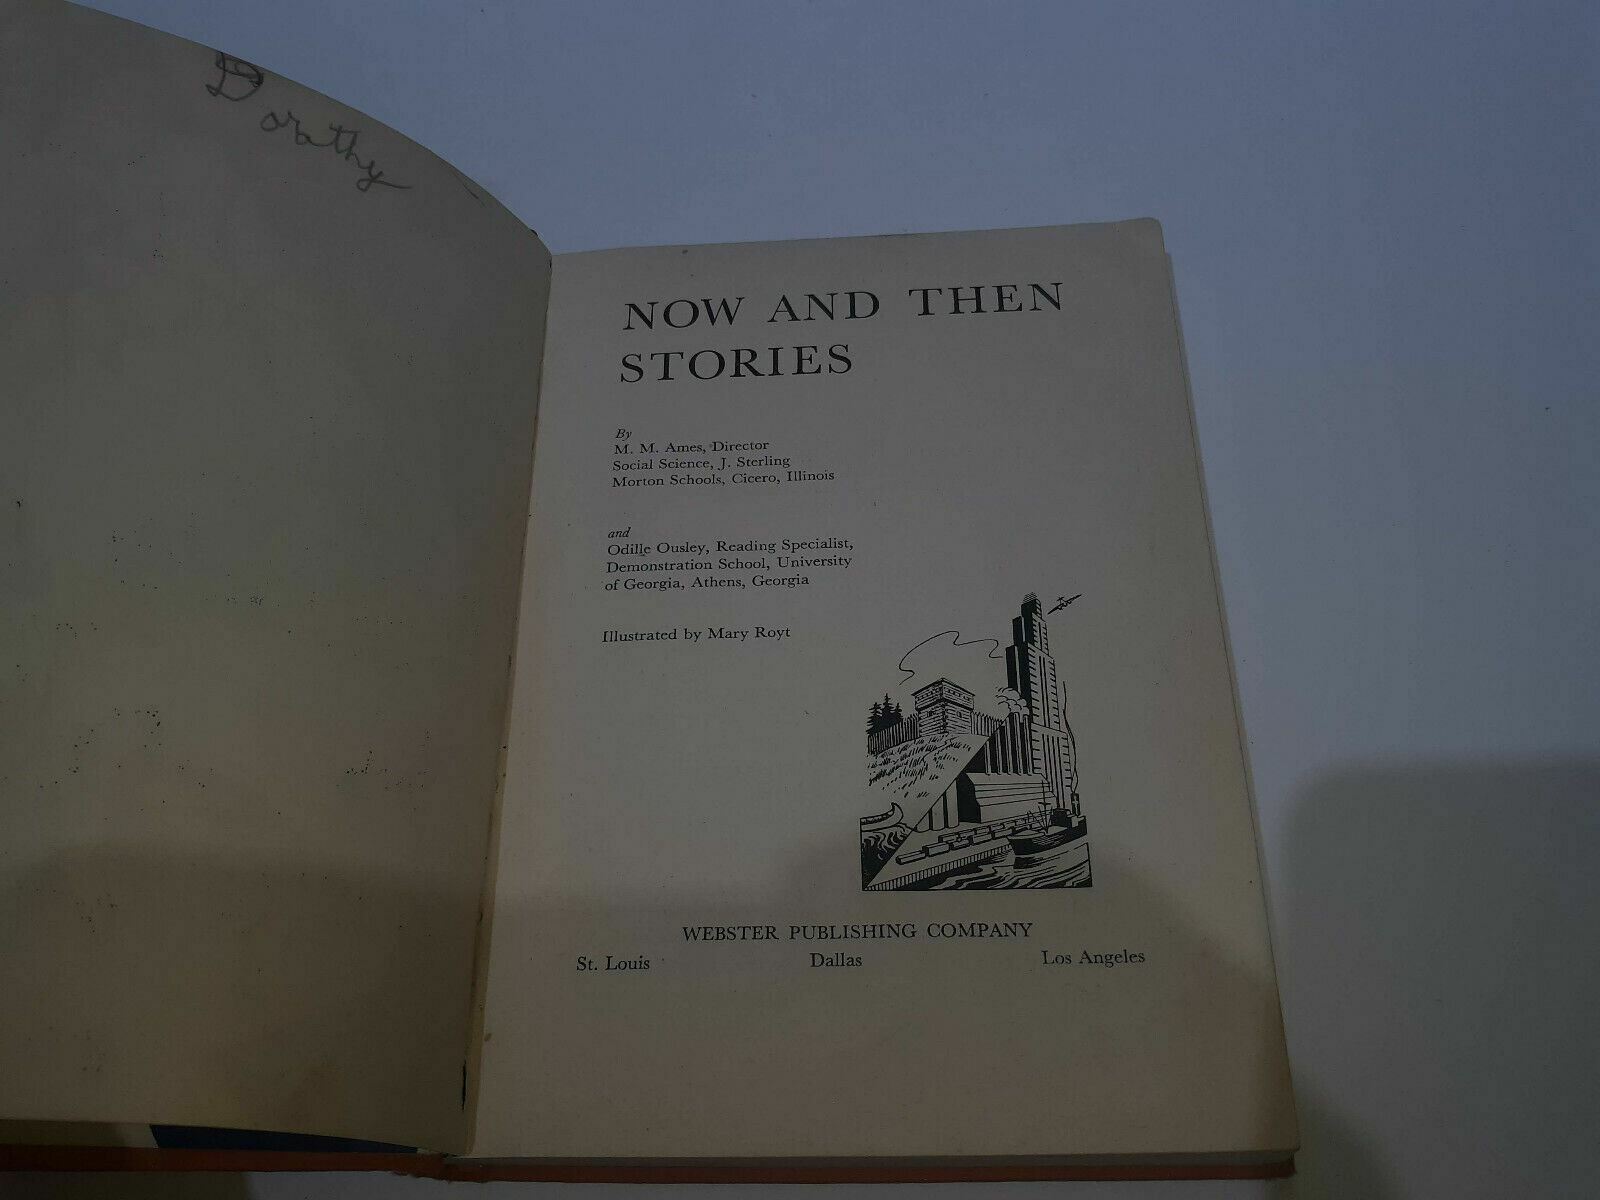 Dorathy
NOW AND THEN
STORIES
By
M. M. Ames, Director
Social Science, J. Sterling
Morton Schools, Cicero, Illinois
and
Odille Ousley, Reading Specialist,
Demonstration School, University
of Georgia, Athens, Georgia
Illustrated by Mary Royt
WEBSTER PUBLISHING COMPANY
St. Louis Dallas Los Angeles